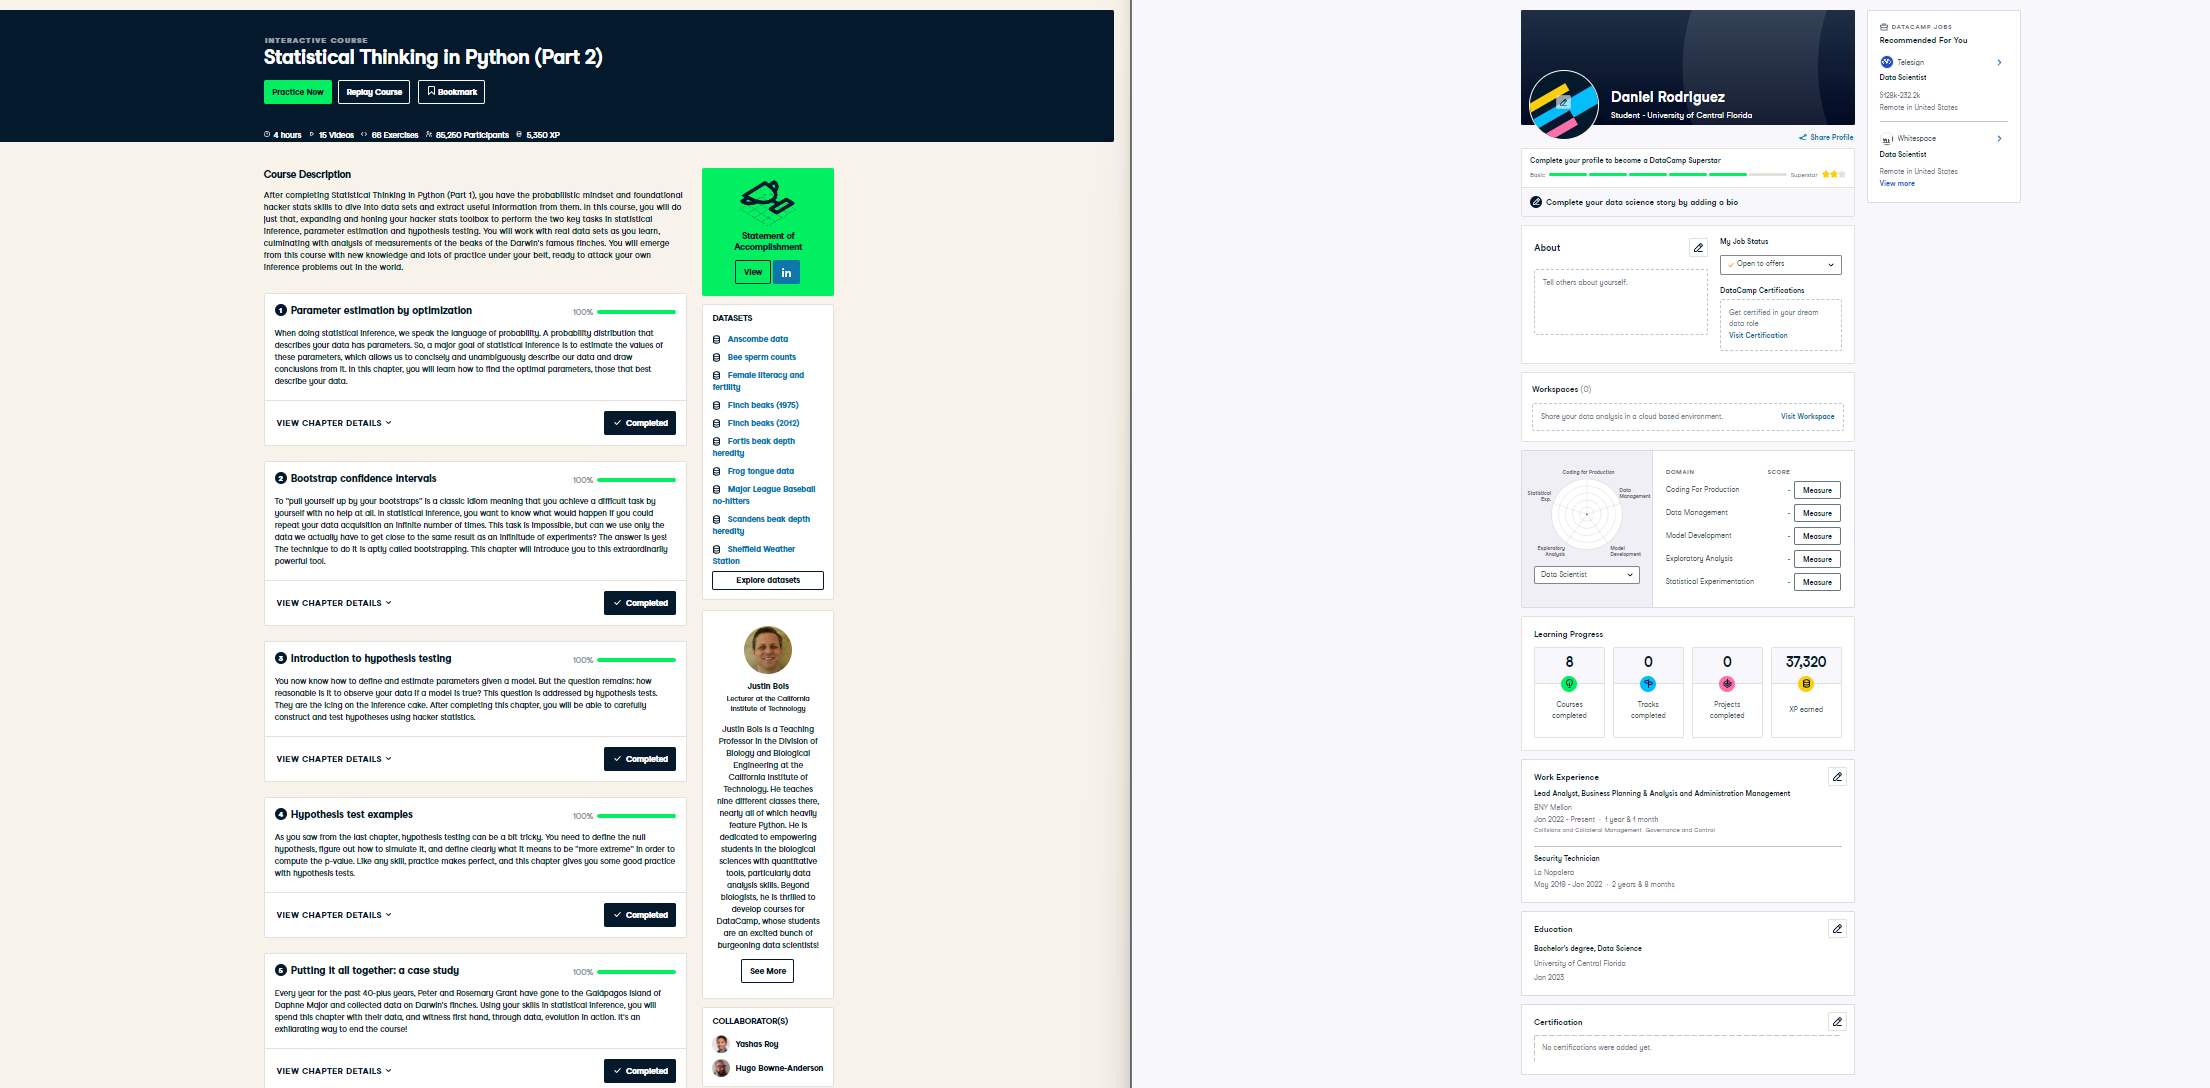 INTERACTIVE COURSE
Statistical Thinking in Python (Part 2)
Practice Now
Replay Course
Bookmark
4 hours
15 Videos
66 Exercises
85,250 Participants
5,350 XP
Course Description
After completing Statistical Thinking in Python (Part 1), you have the probabilistic mindset and foundational
hacker stats skills to dive into data sets and extract useful information from them. In this course, you will do
just that, expanding and honing your hacker stats toolbox to perform the two key tasks in statistical
inference, parameter estimation and hypothesis testing. You will work with real data sets as you learn,
culminating with analysis of measurements of the beaks of the Darwin's famous finches. You will emerge
from this course with new knowledge and lots of practice under your belt, ready to attack your own
inference problems out in the world.
1 Parameter estimation by optimization
100%
When doing statistical inference, we speak the language of probability. A probability distribution that
describes your data has parameters. So, a major goal of statistical inference is to estimate the values of
these parameters, which allows us to concisely and unambiguously describe our data and draw
conclusions from it. In this chapter, you will learn how to find the optimal parameters, those that best
describe your data.
VIEW CHAPTER DETAILS
Completed
2 Bootstrap confidence intervals
100%
To "pull yourself up by your bootstraps" is a classic idiom meaning that you achieve a difficult task by
yourself with no help at all. In statistical inference, you want to know what would happen if you could
repeat your data acquisition an infinite number of times. This task is impossible, but can we use only the
data we actually have to get close to the same result as an infinitude of experiments? The answer is yes!
The technique to do it is aptly called bootstrapping. This chapter will introduce you to this extraordinarily
powerful tool.
VIEW CHAPTER DETAILS
Completed
3 Introduction to hypothesis testing
100%
You now know how to define and estimate parameters given a model. But the question remains: how
reasonable is it to observe your data if a model is true? This question is addressed by hypothesis tests.
They are the icing on the inference cake. After completing this chapter, you will be able to carefully
construct and test hypotheses using hacker statistics.
VIEW CHAPTER DETAILS
Completed
4 Hypothesis test examples
100%
As you saw from the last chapter, hypothesis testing can be a bit tricky. You need to define the null
hypothesis, figure out how to simulate it, and define clearly what it means to be "more extreme" in order to
compute the p-value. Like any skill, practice makes perfect, and this chapter gives you some good practice
with hypothesis tests.
VIEW CHAPTER DETAILS
Completed
5 Putting it all together: a case study
100%
Every year for the past 40-plus years, Peter and Rosemary Grant have gone to the Galápagos island of
Daphne Major and collected data on Darwin's finches. Using your skills in statistical inference, you will
spend this chapter with their data, and witness first hand, through data, evolution in action. It's an
exhilarating way to end the course!
VIEW CHAPTER DETAILS
Completed
Statement of
Accomplishment
View
in
DATASETS
Anscombe data
Bee sperm counts
Female literacy and
fertility
Finch beaks (1975)
Finch beaks (2012)
Fortis beak depth
heredity
Frog tongue data
Major League Baseball
no-hitters
Scandens beak depth
heredity
Sheffield Weather
Station
Explore datasets
Justin Bois
Lecturer at the California
Institute of Technology
Justin Bois is a Teaching
Professor in the Division of
Biology and Biological
Engineering at the
California Institute of
Technology. He teaches
nine different classes there,
nearly all of which heavily
feature Python. He is
dedicated to empowering
students in the biological
sciences with quantitative
tools, particularly data
analysis skills. Beyond
biologists, he is thrilled to
develop courses for
DataCamp, whose students
are an excited bunch of
burgeoning data scientists!
See More
COLLABORATOR(S)
Yashas Roy
Hugo Bowne-Anderson
Daniel Rodriguez
Student - University of Central Florida
Share Profile
Complete your profile to become a DataCamp Superstar
Basic
Superstar
Complete your data science story by adding a bio
About
Tell others about yourself.
My Job Status
Open to offers
DataCamp Certifications
Get certified in your dream
data role
Visit Certification
Workspaces (0)
Share your data analysis in a cloud based environment.
Visit Workspace
Coding for Production
Statistical
Exp.
Data
Management
Exploratory
Analysis
Model
Development
Data Scientist
DOMAIN SCORE
Coding For Production - Measure
Data Management - Measure
Model Development - Measure
Exploratory Analysis - Measure
Statistical Experimentation - Measure
Learning Progress
8
Courses
completed
0
Tracks
completed
0
Projects
completed
37,320
XP earned
Work Experience
Lead Analyst, Business Planning & Analysis and Administration Management
BNY Mellon
Jan 2022 - Present · 1 year & 1 month
Collisions and Collateral Management Governance and Control
Security Technician
La Nopalera
May 2019 - Jan 2022 · 2 years & 8 months
Education
Bachelor's degree, Data Science
University of Central Florida
Jan 2023
Certification
No certifications were added yet.
DATACAMP JOBS
Recommended For You
Telesign
Data Scientist
$128k-232.2k
Remote in United States
Whitespace
Data Scientist
Remote in United States
View more